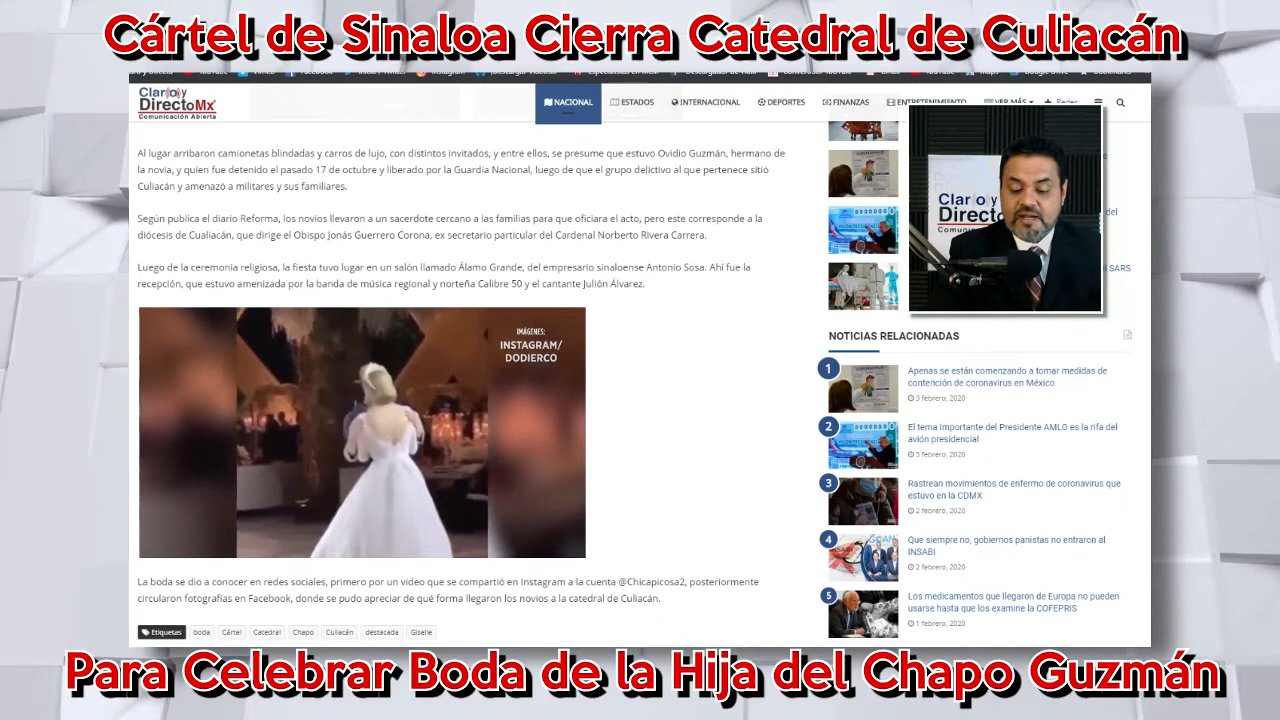 Cártel de Sinaloa Cierra Catedral de Culiacán
Clar o y
DirectoMx
Comunicación Abierta
NACIONAL
ESTADOS
INTERNACIONAL
DEPORTES
FINANZAS
ENTRETENIMIENTO
VER MÁS
Redes
Al lugar arribaron camionetas blindadas y carros de lujo, con distintos invitados, y entre ellos, se presume que estuvo Ovidio Guzmán, hermano de
la novia, y quien fue detenido el pasado 17 de octubre y liberado por la Guardia Nacional, luego de que el grupo delictivo al que pertenece sitió
Culiacán y amenazó a militares y sus familiares.
Según publica el diario Reforma, los novios llevaron a un sacerdote cercano a las familias para que oficiara el acto, pero este corresponde a la
diócesis de Cualiacán, que dirige el Obispo Jonás Guerrero Corona, ex secretario particular del Cardenal Norberto Rivera Carrera.
Luego de la ceremonia religiosa, la fiesta tuvo lugar en un salón llamado Álamo Grande, del empresario sinaloense Antonio Sosa. Ahí fue la
recepción, que estuvo amenizada por la banda de música regional y norteña Calibre 50 y el cantante Julión Álvarez.
IMÁGENES:
INSTAGRAM/
DODIERCO
La boda se dio a conocer en redes sociales, primero por un video que se compartió en Instagram a la cuenta @Chicapicosa2, posteriormente
circularon fotografías en Facebook, donde se pudo apreciar de qué forma llegaron los novios a la catedral de Culiacán.
Etiquetas
boda
Cártel
Catedral
Chapo
Culiacán
destacada
Giselle
del
el SARS
NOTICIAS RELACIONADAS
1
Apenas se están comenzando a tomar medidas de
contención de coronavirus en México
3 febrero, 2020
2
El tema importante del Presidente AMLO es la rifa del
avión presidencial
3 febrero, 2020
3
Rastrean movimientos de enfermo de coronavirus que
estuvo en la CDMX
2 febrero, 2020
4
Que siempre no, gobiernos panistas no entraron al
INSABI
2 febrero, 2020
5
Los medicamentos que llegaron de Europa no pueden
usarse hasta que los examine la COFEPRIS
1 febrero, 2020
Para Celebrar Boda de la Hija del Chapo Guzmán